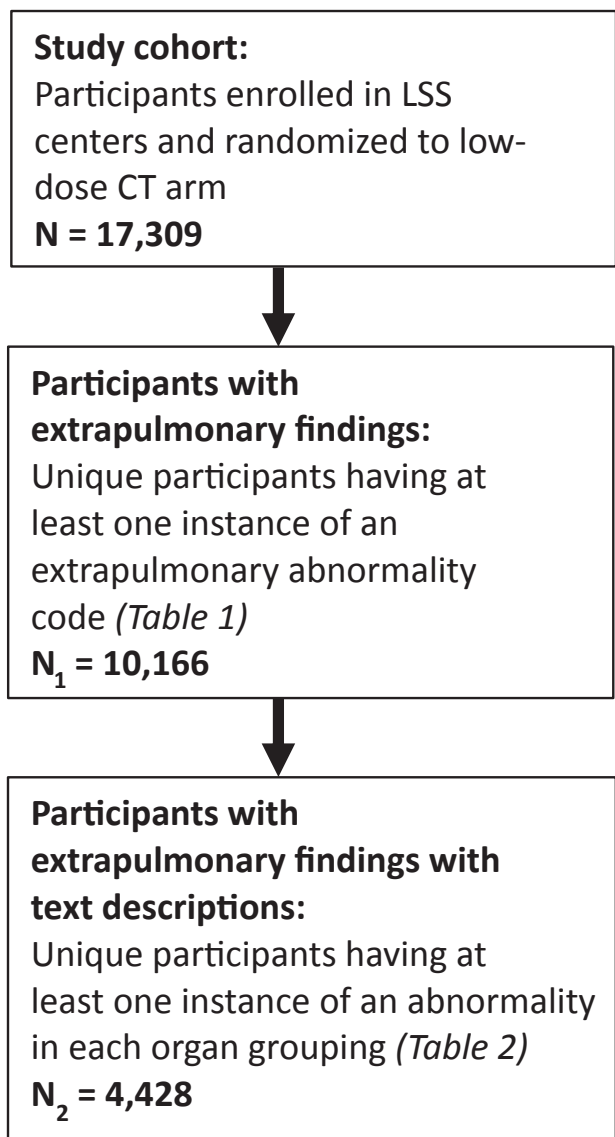 Study cohort:
Participants enrolled in LSS
centers and randomized to low-
dose CT arm
N = 17,309
Participants with
extrapulmonary findings:
Unique participants having at
least one instance of an
extrapulmonary abnormality
code (Table 1)
N₁ = 10,166
Participants with
extrapulmonary findings with
text descriptions:
Unique participants having at
least one instance of an abnormality
in each organ grouping (Table 2)
N₂ = 4,428